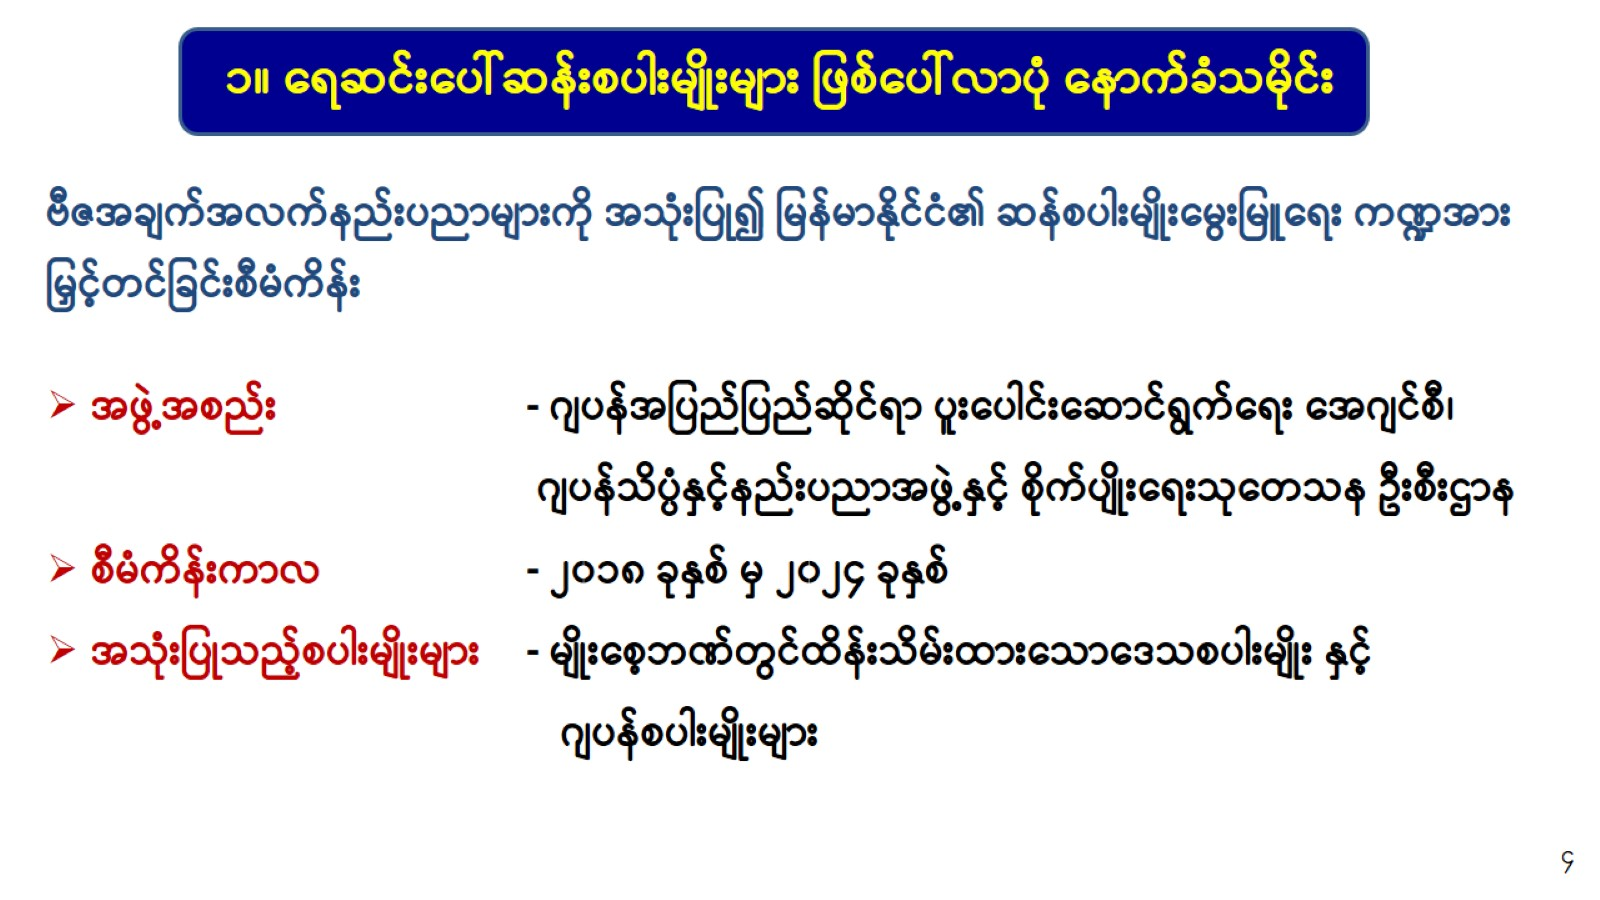 ၁။ ရေဆင်းပေါ်ဆန်းစပါးမျိုးများ ဖြစ်ပေါ်လာပုံ နောက်ခံသမိုင်း
ဗီဇအချက်အလက်နည်းပညာများကို အသုံးပြု၍ မြန်မာနိုင်ငံ၏ ဆန်စပါးမျိုးမွေးမြူရေး ကဏ္ဍအား
မြှင့်တင်ခြင်းစီမံကိန်း
➢ အဖွဲ့အစည်း - ဂျပန်အပြည်ပြည်ဆိုင်ရာ ပူးပေါင်းဆောင်ရွက်ရေး အေဂျင်စီ၊
ဂျပန်သိပ္ပံနှင့်နည်းပညာအဖွဲ့နှင့် စိုက်ပျိုးရေးသုတေသန ဦးစီးဌာန
➢ စီမံကိန်းကာလ - ၂၀၁၈ ခုနှစ် မှ ၂၀၂၄ ခုနှစ်
➢ အသုံးပြုသည့်စပါးမျိုးများ - မျိုးစေ့ဘဏ်တွင်ထိန်းသိမ်းထားသောဒေသစပါးမျိုး နှင့်
ဂျပန်စပါးမျိုးများ
၄